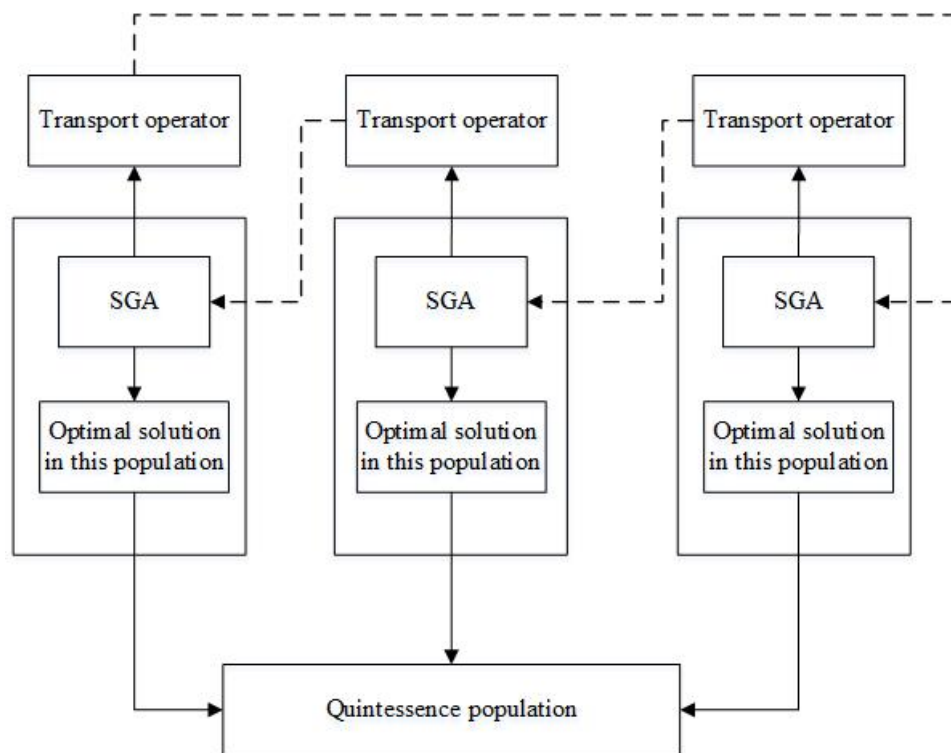 Transport operator
Transport operator
Transport operator
SGA
SGA
SGA
Optimal solution
in this population
Optimal solution
in this population
Optimal solution
in this population
Quintessence population